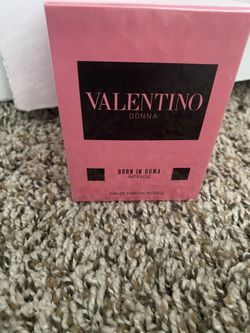 VALENTINO
DONNA
BORN IN ROMA
INTENSE
EAU DE PARFUM INTENSE